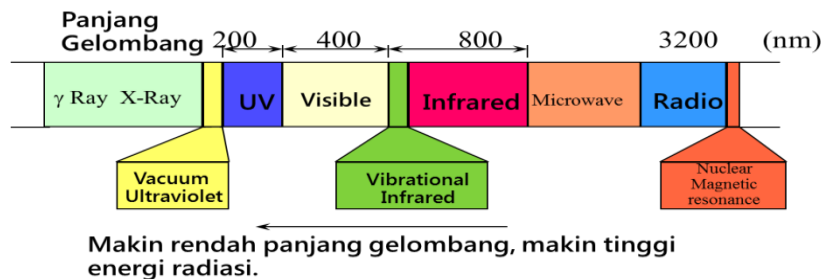 Panjang
Gelombang 200 400 800 3200 (nm)
γ Ray X-Ray UV Visible Infrared Microwave Radio
Vacuum
Ultraviolet
Vibrational
Infrared
Nuclear
Magnetic
resonance
Makin rendah panjang gelombang, makin tinggi
energi radiasi.